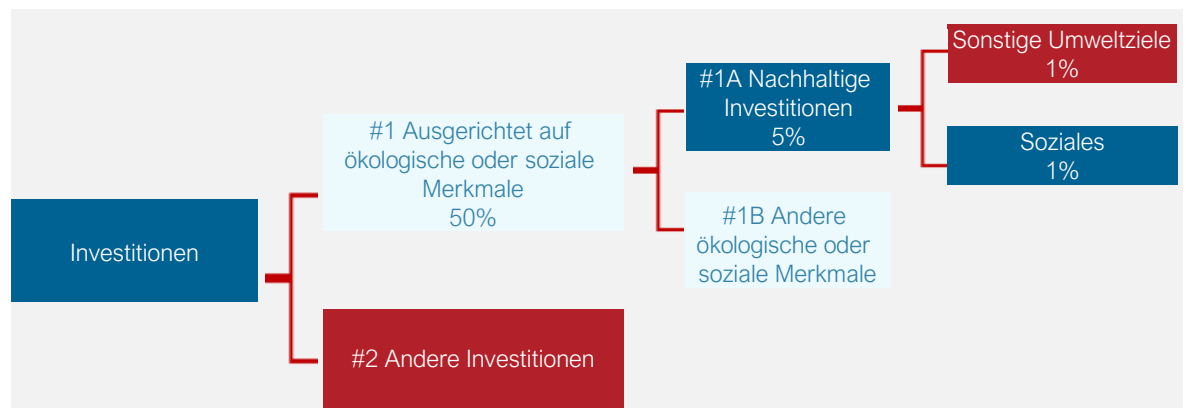 Investitionen
#1 Ausgerichtet auf
ökologische oder soziale
Merkmale
50%
#2 Andere Investitionen
#1A Nachhaltige
Investitionen
5%
#1B Andere
ökologische oder
soziale Merkmale
Sonstige Umweltziele
1%
Soziales
1%